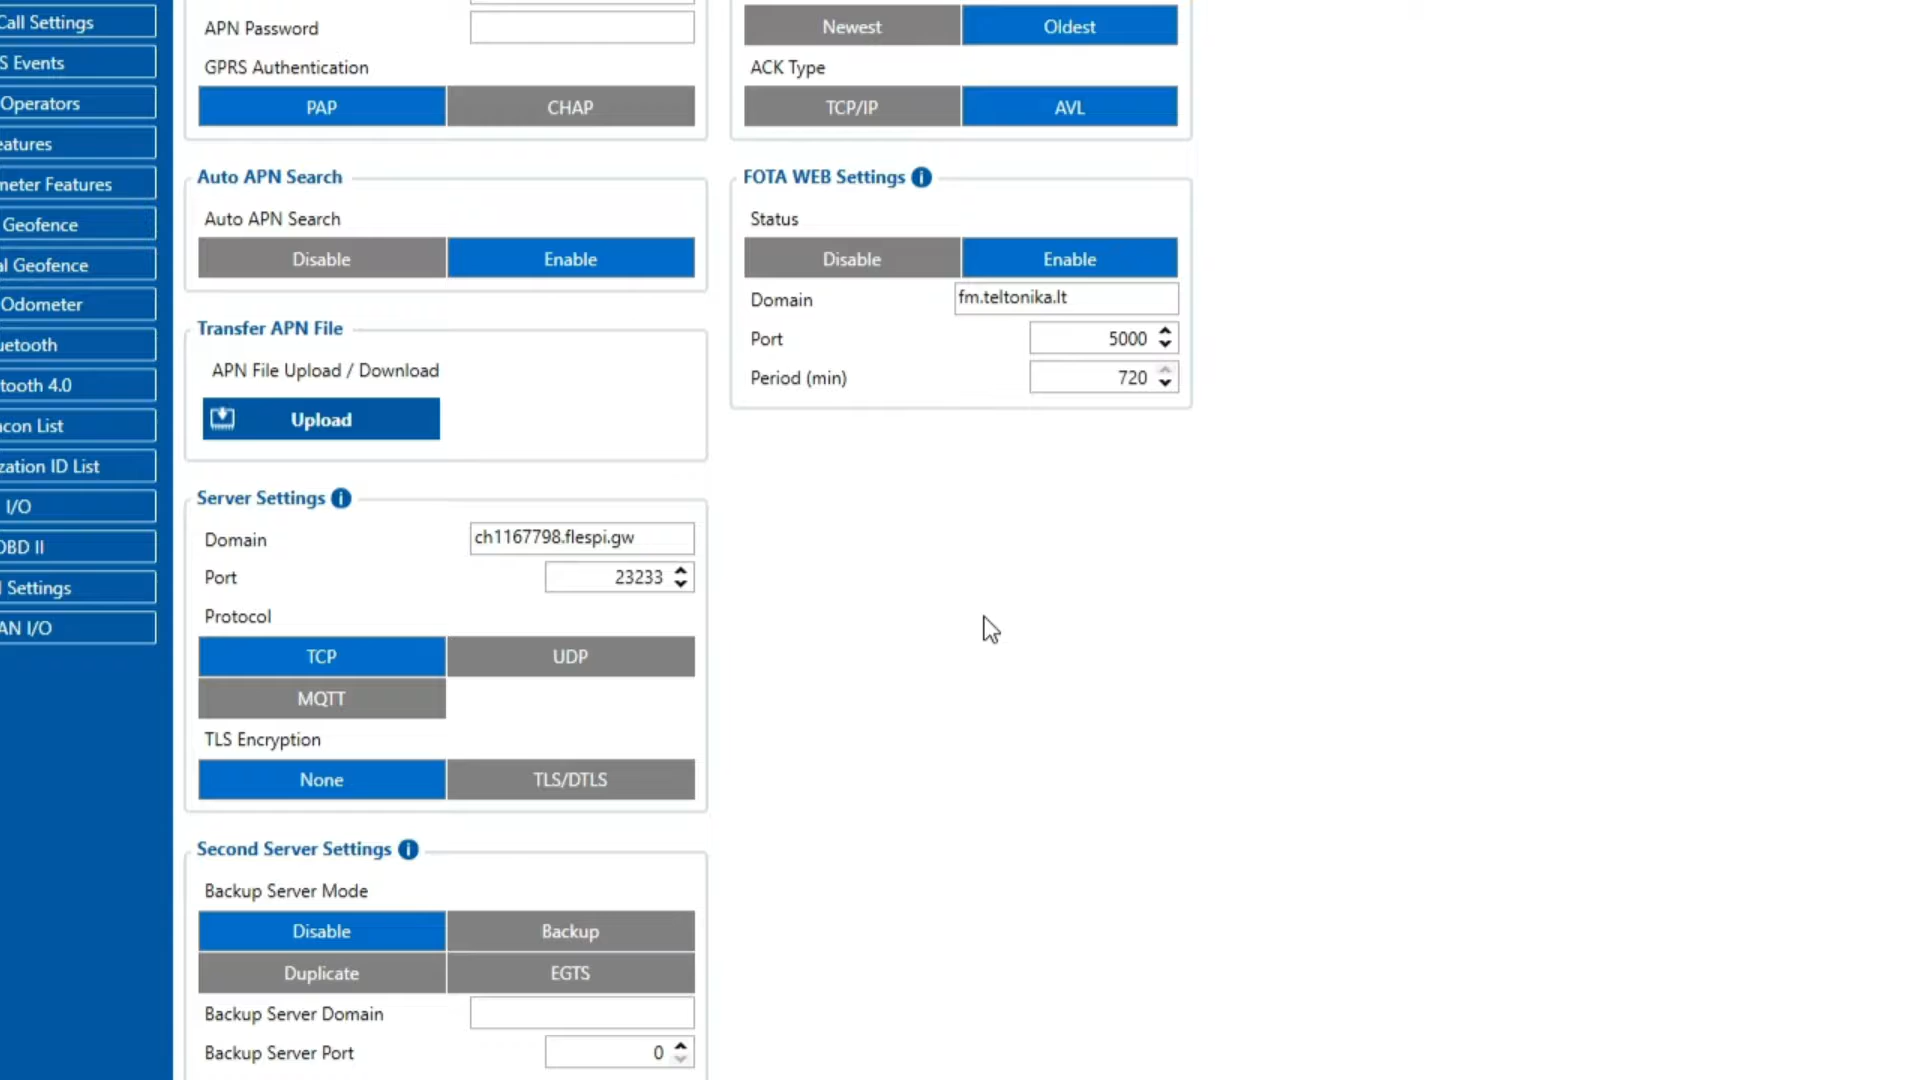 Call Settings
S Events
Operators
eatures
meter Features
Geofence
al Geofence
Odometer
uetooth
tooth 4.0
acon List
zation ID List
I/O
OBD II
Settings
AN I/O
APN Password
GPRS Authentication
PAP CHAP
Auto APN Search
Auto APN Search
Disable Enable
Transfer APN File
APN File Upload / Download
Upload
Server Settings i
Domain ch1167798.flespi.gw
Port 23233
Protocol
TCP UDP
MQTT
TLS Encryption
None TLS/DTLS
Second Server Settings i
Backup Server Mode
Disable Backup
Duplicate EGTS
Backup Server Domain
Backup Server Port 0
Newest Oldest
ACK Type
TCP/IP AVL
FOTA WEB Settings i
Status
Disable Enable
Domain fm.teltonika.lt
Port 5000
Period (min) 720